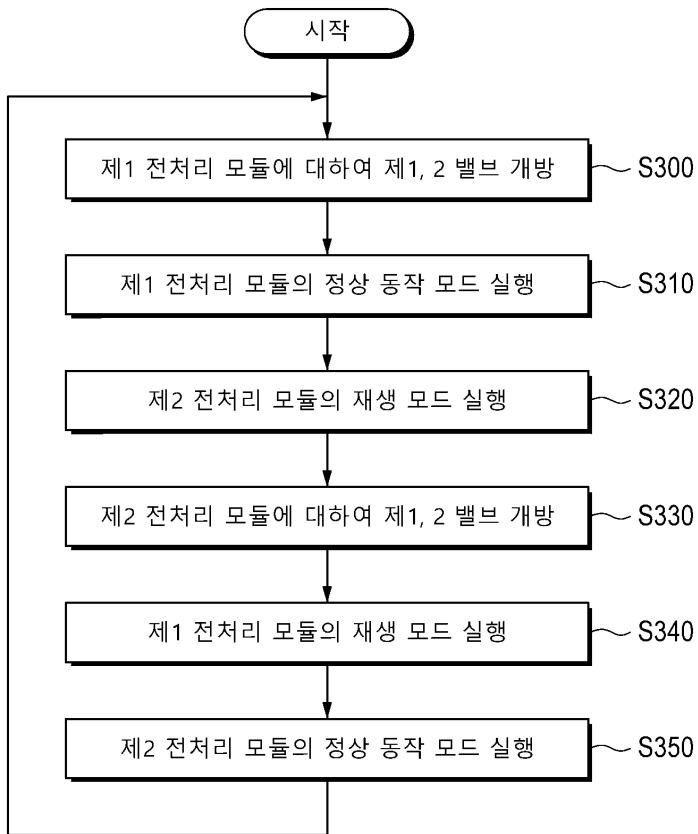 시작
제1 전처리 모듈에 대하여 제1, 2 밸브 개방 S300
제1 전처리 모듈의 정상 동작 모드 실행 S310
제2 전처리 모듈의 재생 모드 실행 S320
제2 전처리 모듈에 대하여 제1, 2 밸브 개방 S330
제1 전처리 모듈의 재생 모드 실행 S340
제2 전처리 모듈의 정상 동작 모드 실행 S350